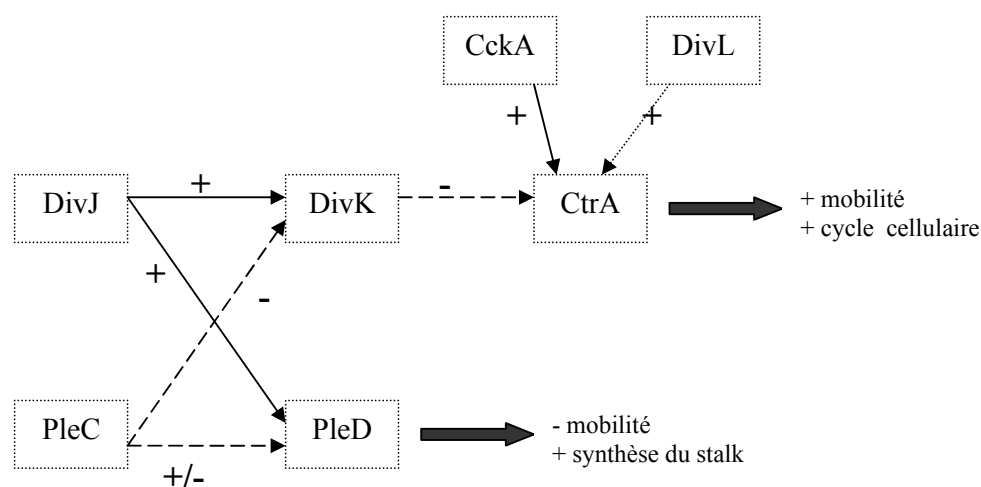 CckA
DivL
+
+
DivJ
+
DivK
-
CtrA
+ mobilité
+ cycle cellulaire
+
-
PleC
+/-
PleD
- mobilité
+ synthèse du stalk